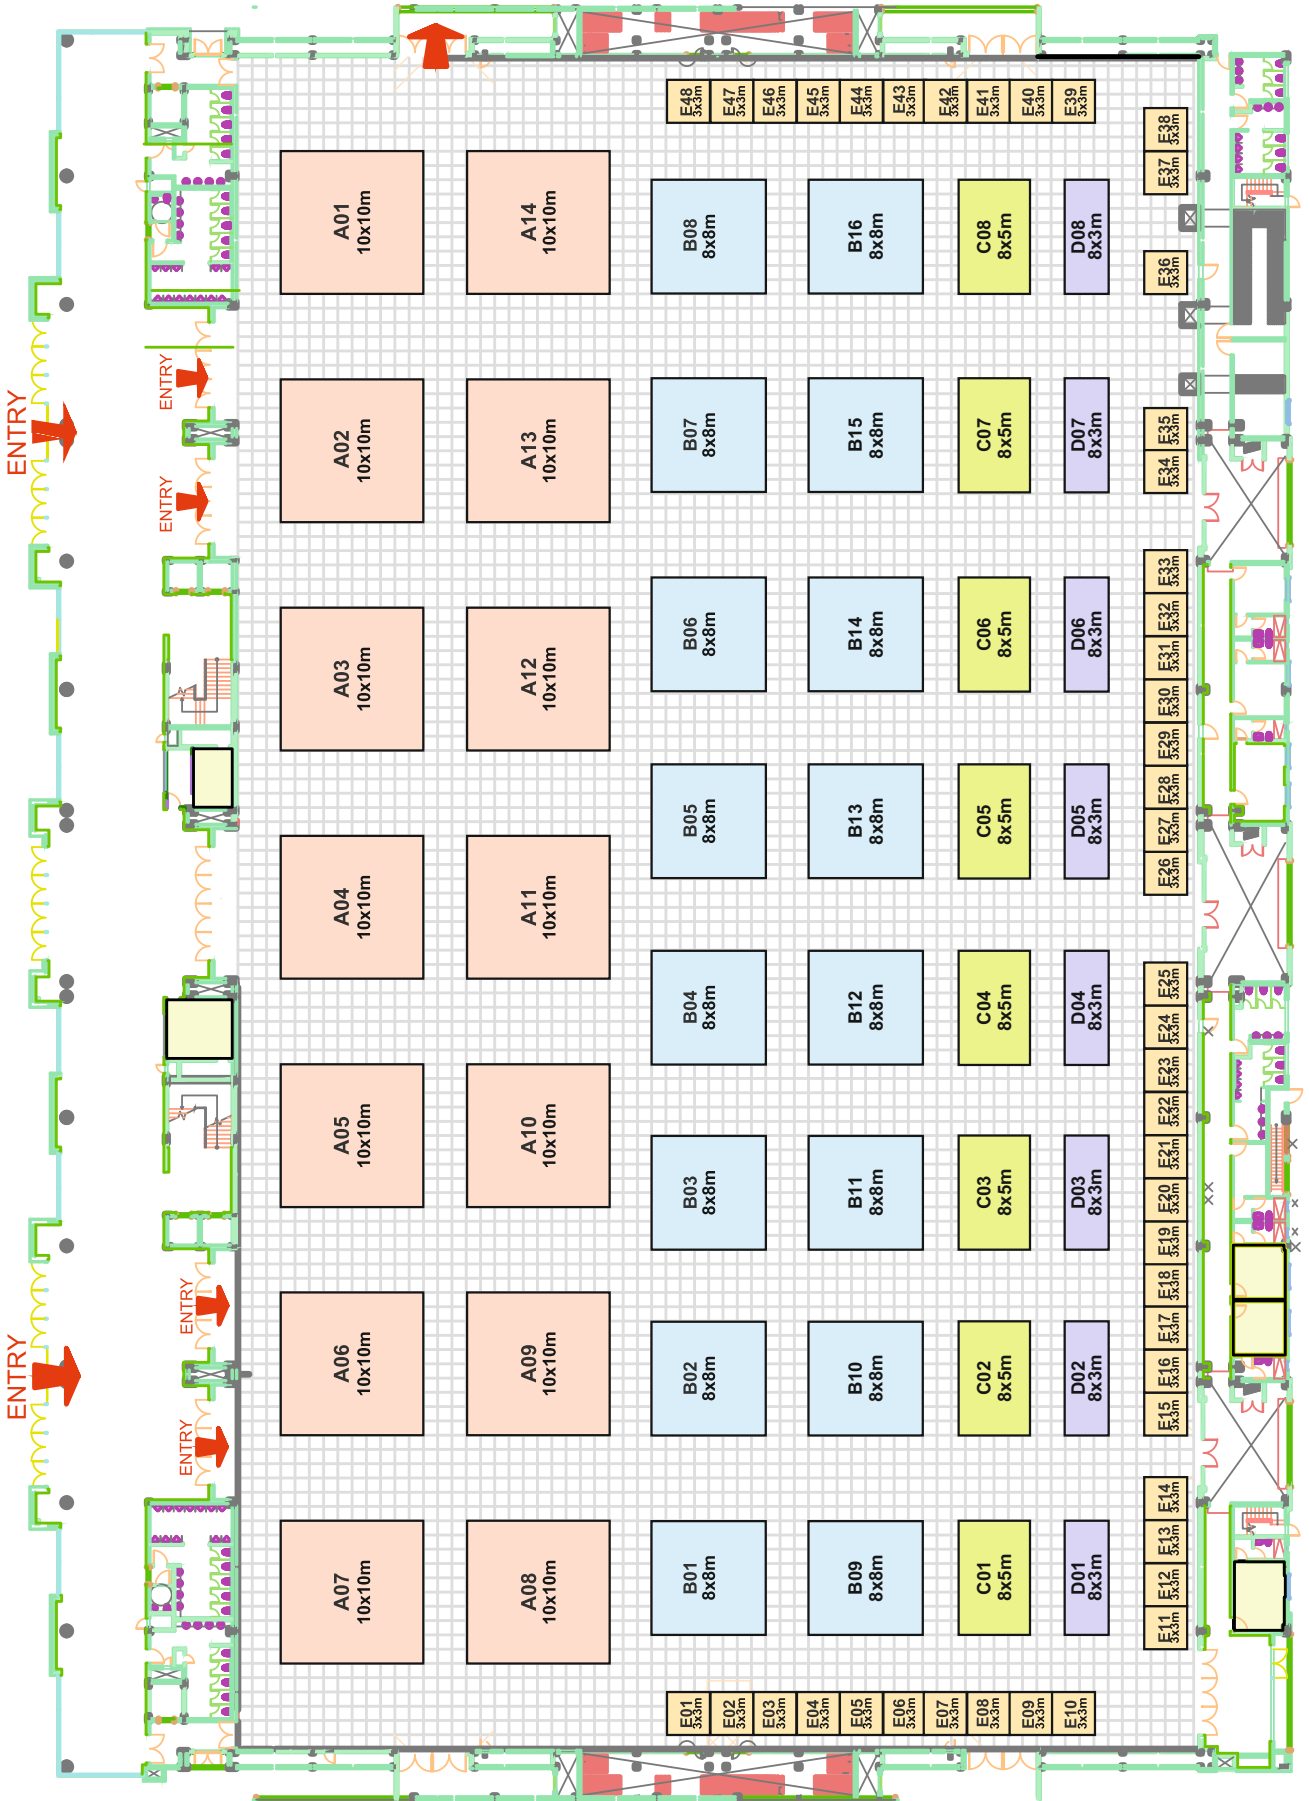 E48
3x3m
E47
3x3m
E46
3x3m
E45
3x3m
E44
3x3m
E43
3x3m
E42
3x3m
E41
3x3m
E40
3x3m
E39
3x3m
E38
3x3m
E37
3x3m
A01
10x10m
A14
10x10m
B08
8x8m
B16
8x8m
C08
8x5m
D08
8x3m
E36
3x3m
ENTRY
ENTRY
A02
10x10m
A13
10x10m
B07
8x8m
B15
8x8m
C07
8x5m
D07
8x3m
E35
3x3m
E34
3x3m
ENTRY
E33
3x3m
E32
3x3m
E31
3x3m
E30
3x3m
E29
3x3m
E28
3x3m
E27
3x3m
E26
3x3m
A03
10x10m
A12
10x10m
B06
8x8m
B14
8x8m
C06
8x5m
D06
8x3m
B05
8x8m
B13
8x8m
C05
8x5m
D05
8x3m
A04
10x10m
A11
10x10m
B04
8x8m
B12
8x8m
C04
8x5m
D04
8x3m
E25
3x3m
E24
3x3m
E23
3x3m
E22
3x3m
E21
3x3m
E20
3x3m
E19
3x3m
E18
3x3m
E17
3x3m
E16
3x3m
E15
3x3m
A05
10x10m
A10
10x10m
B03
8x8m
B11
8x8m
C03
8x5m
D03
8x3m
ENTRY
ENTRY
A06
10x10m
A09
10x10m
B02
8x8m
B10
8x8m
C02
8x5m
D02
8x3m
ENTRY
E14
3x3m
E13
3x3m
E12
3x3m
E11
3x3m
A07
10x10m
A08
10x10m
B01
8x8m
B09
8x8m
C01
8x5m
D01
8x3m
E01
3x3m
E02
3x3m
E03
3x3m
E04
3x3m
E05
3x3m
E06
3x3m
E07
3x3m
E08
3x3m
E09
3x3m
E10
3x3m